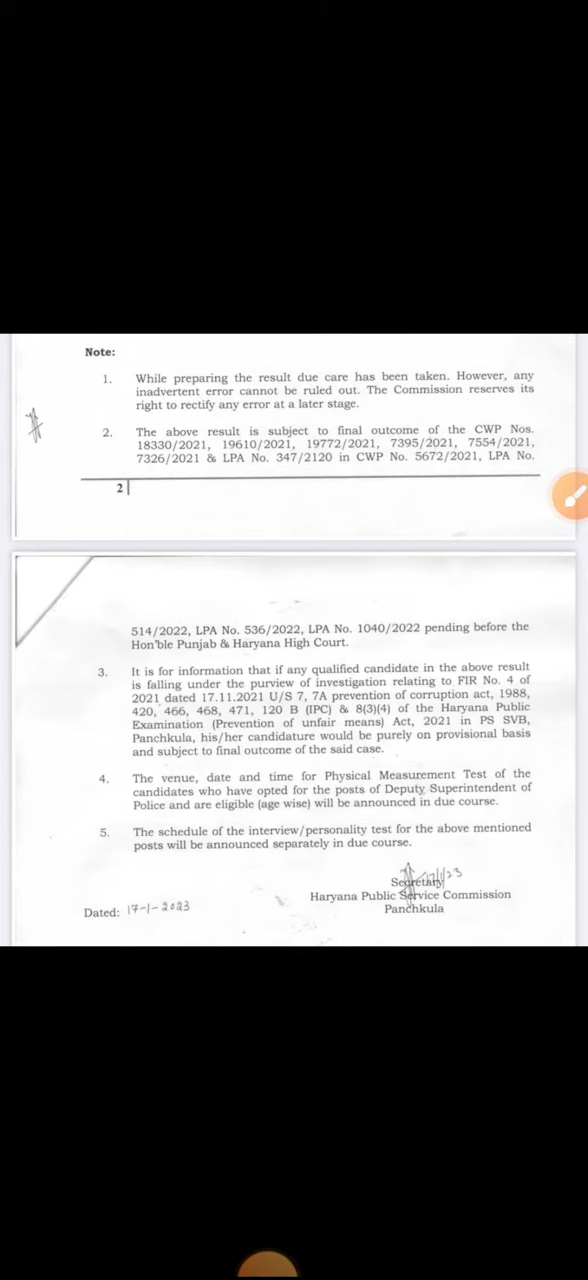 Note:
1. While preparing the result due care has been taken. However, any
inadvertent error cannot be ruled out. The Commission reserves its
right to rectify any error at a later stage.
2. The above result is subject to final outcome of the CWP Nos.
18330/2021, 19610/2021, 19772/2021, 7395/2021, 7554/2021,
7326/2021 & LPA No. 347/2120 in CWP No. 5672/2021, LPA No.
2
514/2022, LPA No. 536/2022, LPA No. 1040/2022 pending before the
Hon'ble Punjab & Haryana High Court.
3. It is for information that if any qualified candidate in the above result
is falling under the purview of investigation relating to FIR No. 4 of
2021 dated 17.11.2021 U/S 7, 7A prevention of corruption act, 1988,
420, 466, 468, 471, 120 B (IPC) & 8(3)(4) of the Haryana Public
Examination (Prevention of unfair means) Act, 2021 in PS SVB,
Panchkula, his/her candidature would be purely on provisional basis
and subject to final outcome of the said case.
4. The venue, date and time for Physical Measurement Test of the
candidates who have opted for the posts of Deputy Superintendent of
Police and are eligible (age wise) will be announced in due course.
5. The schedule of the interview/personality test for the above mentioned
posts will be announced separately in due course.
Secretary
Haryana Public Service Commission
Panchkula
Dated: 17-1-2023